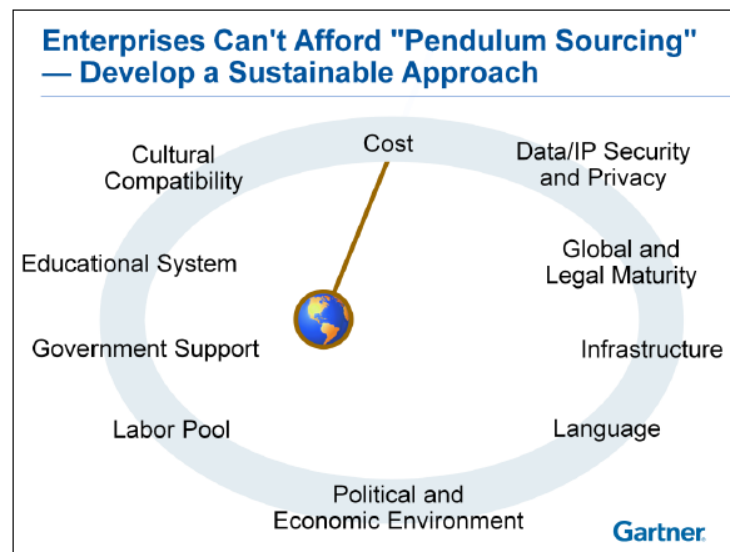 Enterprises Can't Afford "Pendulum Sourcing"
— Develop a Sustainable Approach
Cost
Data/IP Security
and Privacy
Global and
Legal Maturity
Infrastructure
Language
Political and
Economic Environment
Labor Pool
Government Support
Educational System
Cultural
Compatibility
Gartner